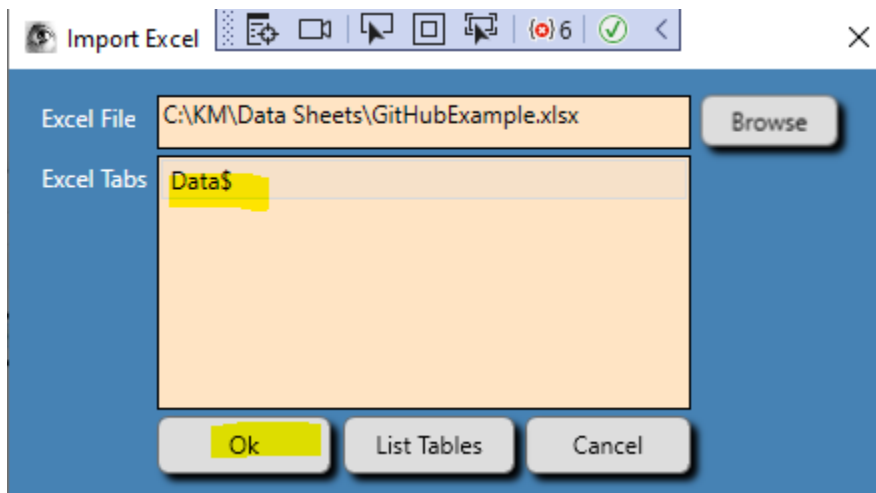 Import Excel
6
Excel File C:\KM\Data Sheets\GitHubExample.xlsx Browse
Excel Tabs Data$
Ok List Tables Cancel